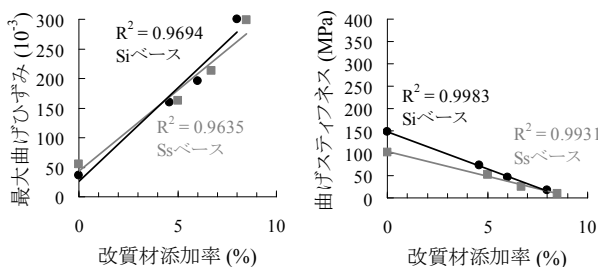 最大曲げひずみ (10⁻³)
300
250
200
150
100
50
0
R² = 0.9694
Siベース
R² = 0.9635
Ssベース
0
5
10
改質材添加率 (%)
曲げスティフネス (MPa)
400
350
300
250
200
150
100
50
0
R² = 0.9983
Siベース
R² = 0.9931
Ssベース
0
5
10
改質材添加率 (%)